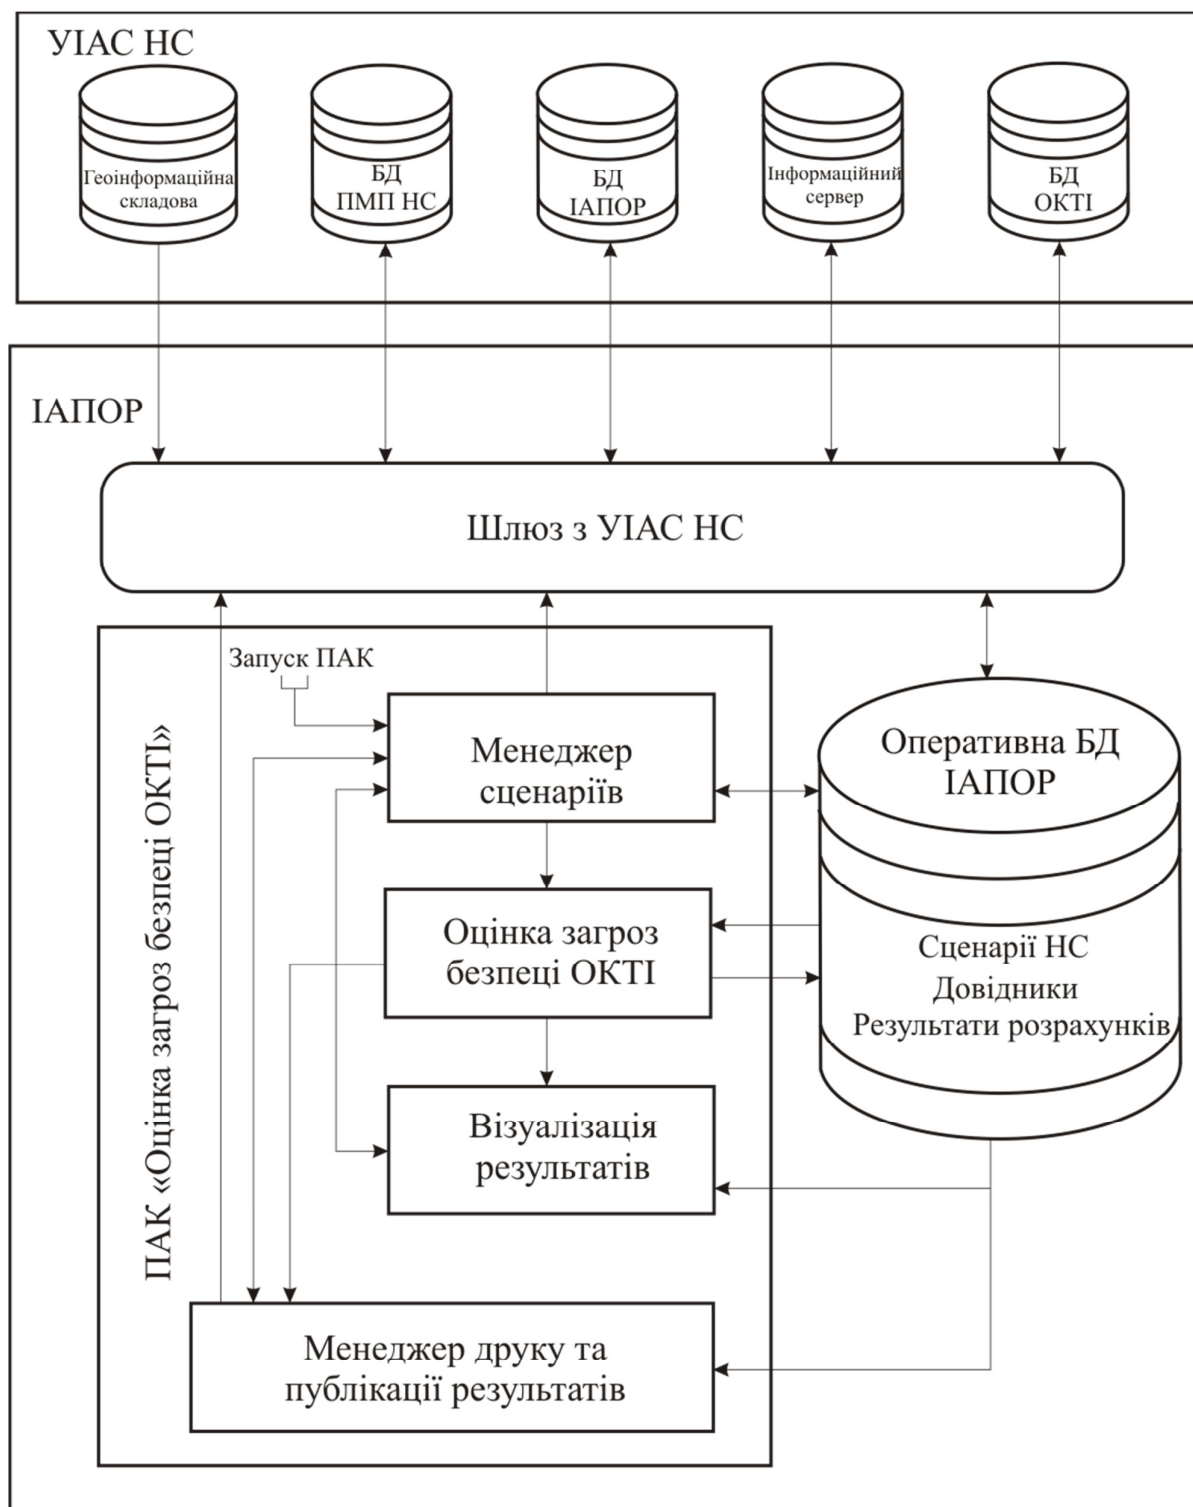 УІАС НС
Геоінформаційна
складова
БД
ПМП НС
БД
ІАПОР
Інформаційний
сервер
БД
ОКТІ
ІАПОР
Шлюз з УІАС НС
Запуск ПАК
ПАК «Оцінка загроз безпеці ОКТІ»
Менеджер
сценаріїв
Оперативна БД
ІАПОР
Оцінка загроз
безпеці ОКТІ
Сценарії НС
Довідники
Результати розрахунків
Візуалізація
результатів
Менеджер друку та
публікації результатів